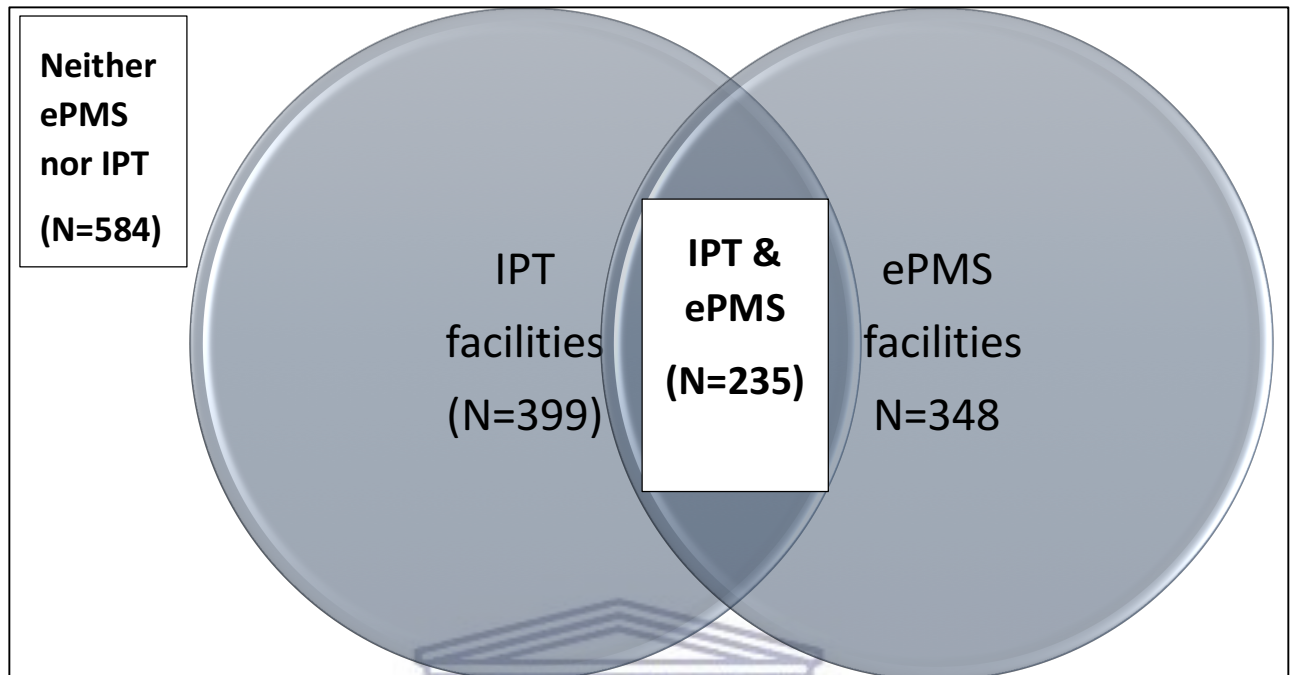 Neither
ePMS
nor IPT
(N=584)
IPT
facilities
(N=399)
IPT &
ePMS
(N=235)
ePMS
facilities
N=348